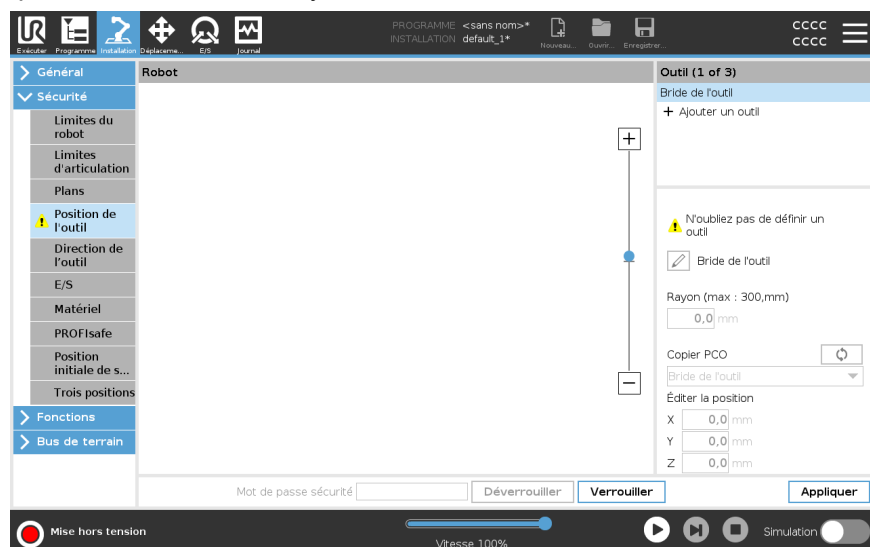 PROGRAMME <sans nom>*
INSTALLATION default_1*
Exécuter
Programme
Installation
Déplaceme...
E/S
Journal
Nouveau...
Ouvrir...
Enregistrer...
cccc
cccc
Général
Sécurité
Limites du
robot
Limites
d'articulation
Plans
Position de
l'outil
Direction de
l'outil
E/S
Matériel
PROFIsafe
Position
initiale de s...
Trois positions
Fonctions
Bus de terrain
Robot
+
−
Outil (1 of 3)
Bride de l'outil
+ Ajouter un outil
N'oubliez pas de définir un
outil
Bride de l'outil
Rayon (max : 300,mm)
0,0 mm
Copier PCO
Bride de l'outil
Éditer la position
X 0,0 mm
Y 0,0 mm
Z 0,0 mm
Mot de passe sécurité
Déverrouiller
Verrouiller
Appliquer
Mise hors tension
Vitesse 100%
Simulation